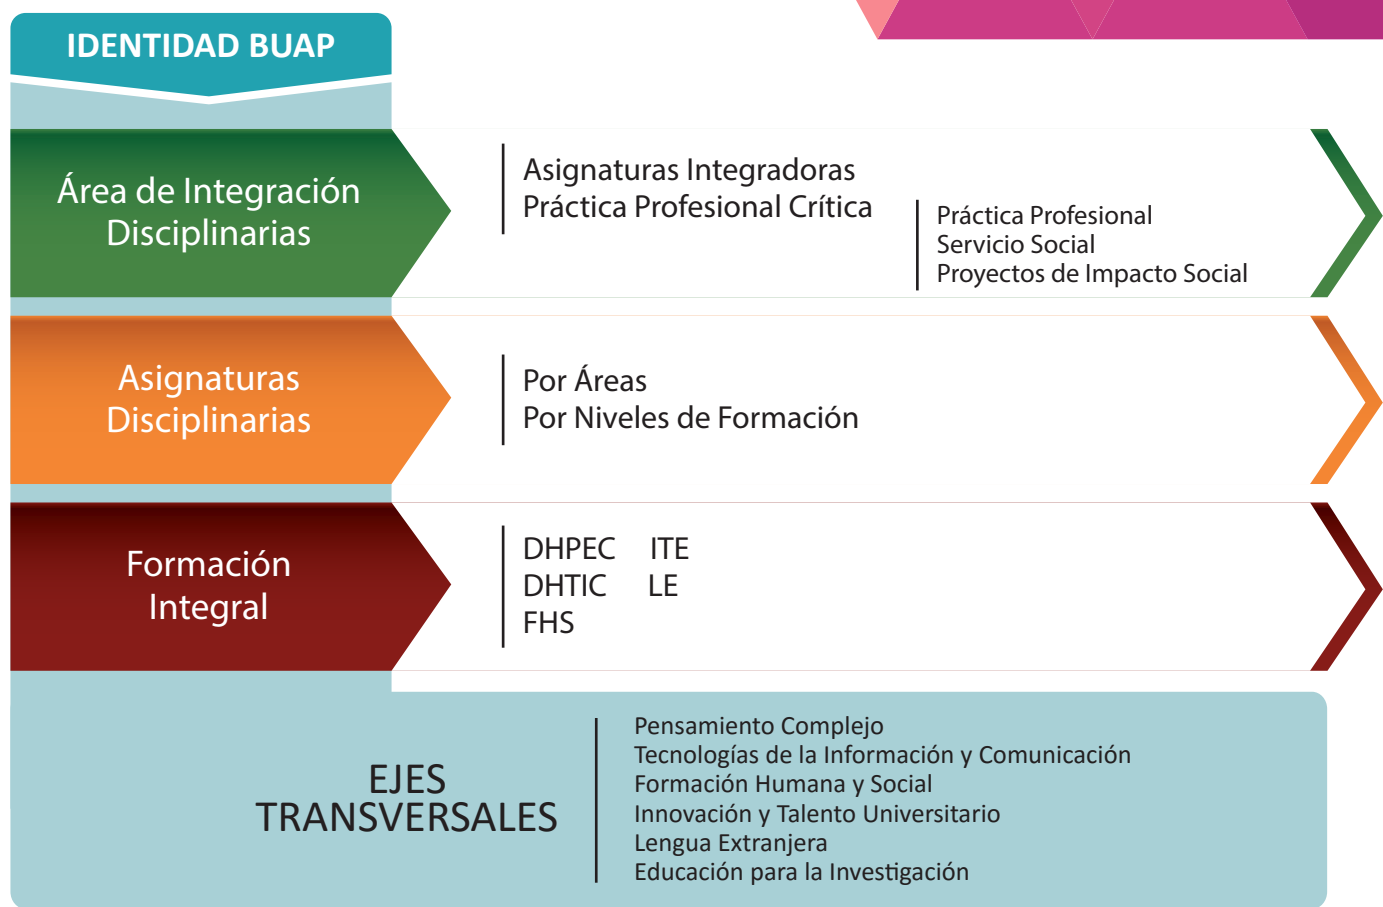 IDENTIDAD BUAP
Área de Integración
Disciplinarias
Asignaturas Integradoras
Práctica Profesional Crítica
Práctica Profesional
Servicio Social
Proyectos de Impacto Social
Asignaturas
Disciplinarias
Por Áreas
Por Niveles de Formación
Formación
Integral
DHPEC ITE
DHTIC LE
FHS
EJES
TRANSVERSALES
Pensamiento Complejo
Tecnologías de la Información y Comunicación
Formación Humana y Social
Innovación y Talento Universitario
Lengua Extranjera
Educación para la Investigación